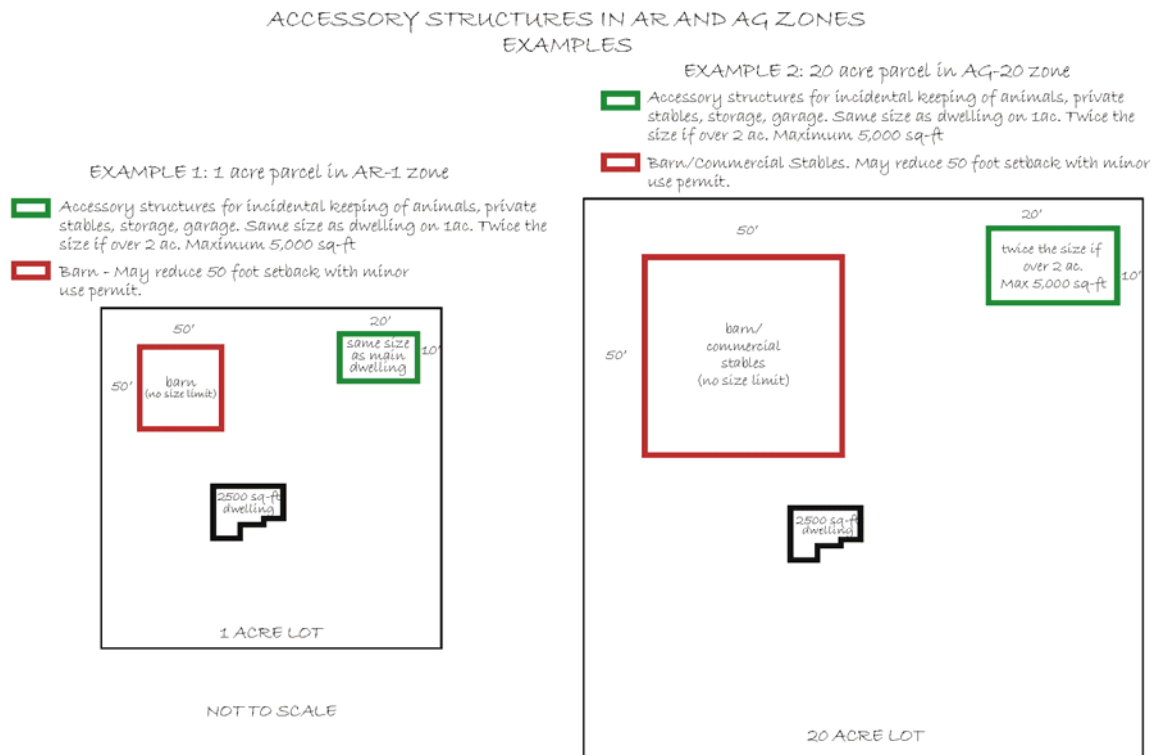 ACCESSORY STRUCTURES IN AR AND AG ZONES
EXAMPLES
EXAMPLE 1: 1 acre parcel in AR-1 zone
Accessory structures for incidental keeping of animals, private
stables, storage, garage. Same size as dwelling on 1ac. Twice the
size if over 2 ac. Maximum 5,000 sq-ft
Barn - May reduce 50 foot setback with minor
use permit.
50'
20'
50'
barn
(no size limit)
same size
as main
dwelling
10'
2500 sq-ft
dwelling
1 ACRE LOT
NOT TO SCALE
EXAMPLE 2: 20 acre parcel in AG-20 zone
Accessory structures for incidental keeping of animals, private
stables, storage, garage. Same size as dwelling on 1ac. Twice the
size if over 2 ac. Maximum 5,000 sq-ft
Barn/Commercial Stables. May reduce 50 foot setback with minor
use permit.
50'
20'
twice the size if
over 2 ac.
Max 5,000 sq-ft
10'
50'
barn/
commercial
stables
(no size limit)
2500 sq-ft
dwelling
20 ACRE LOT